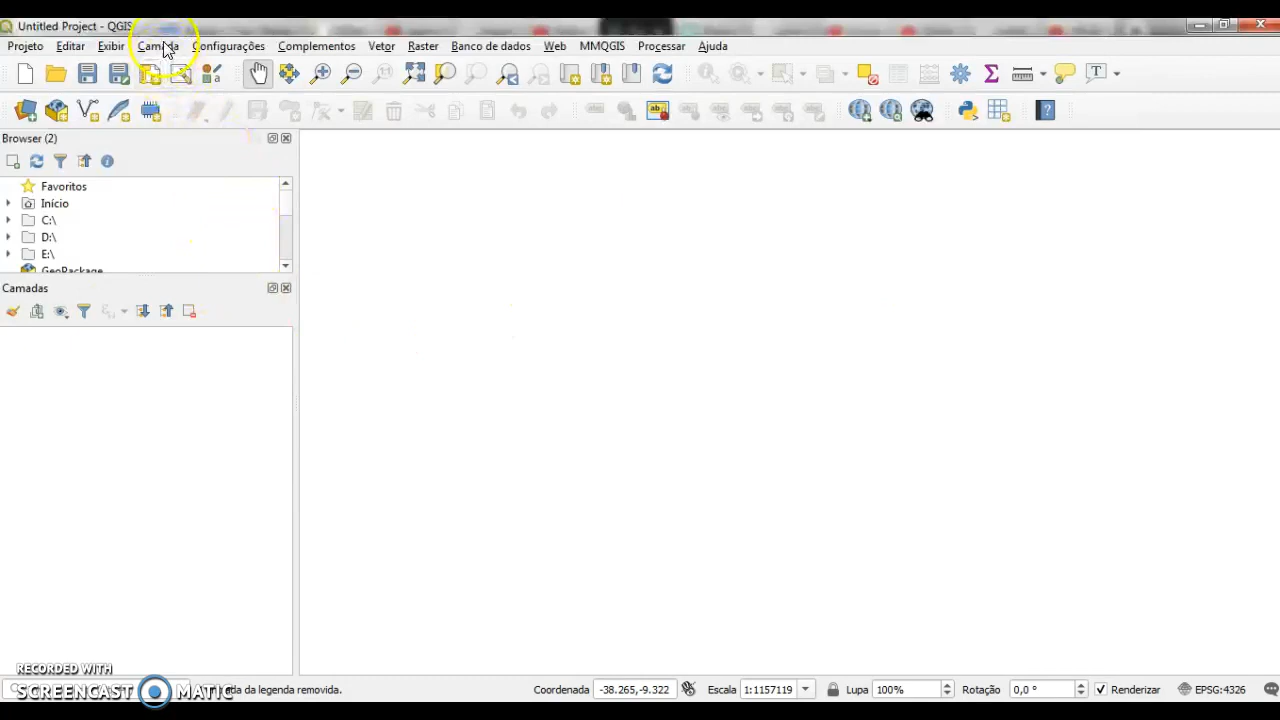 Untitled Project - QGIS
Projeto Editar Exibir Camada Configurações Complementos Vetor Raster Banco de dados Web MMQGIS Processar Ajuda
Browser (2)
Favoritos
Início
C:\
D:\
E:\
GeoPackage
Camadas
RECORDED WITH
SCREENCAST MATIC
da legenda removida.
Coordenada -38.265,-9.322 Escala 1:1157119 Lupa 100% Rotação 0,0 ° Renderizar EPSG:4326